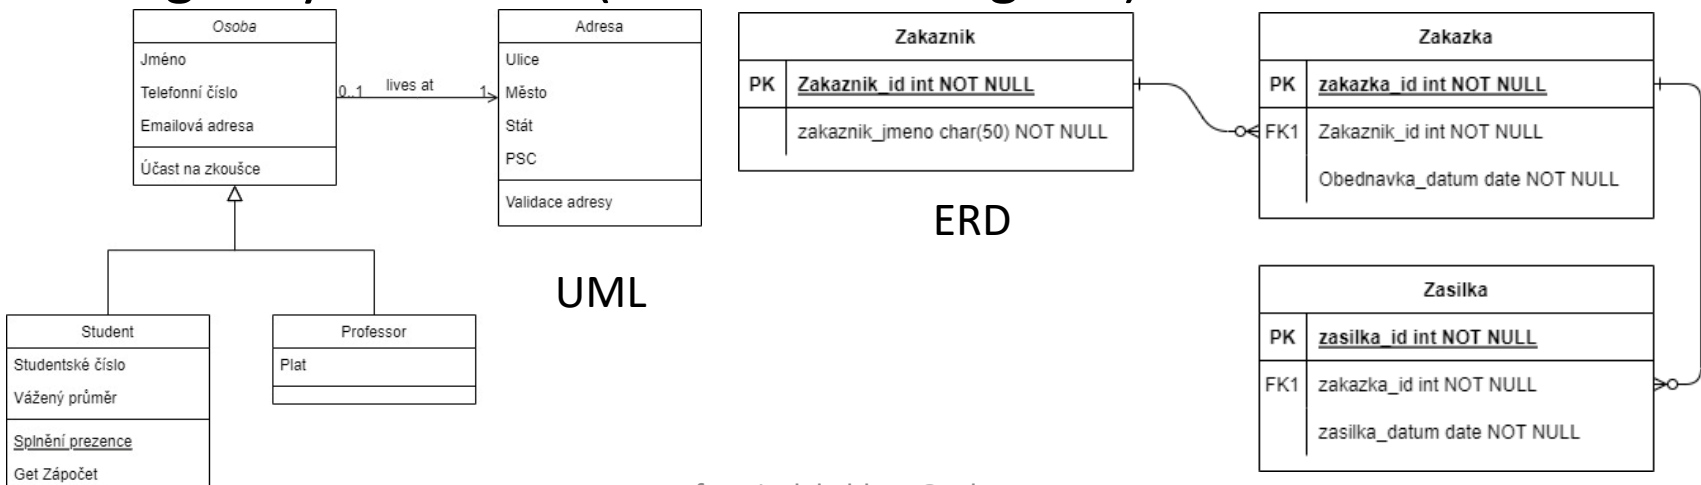 Osoba
Jméno
Telefonní číslo
Emailová adresa
Účast na zkoušce
0..1
lives at
1
Adresa
Ulice
Město
Stát
PSC
Validace adresy
Student
Studentské číslo
Vážený průměr
Splnění prezence
Get Zápočet
Professor
Plat
UML
Zakaznik
PK Zakaznik_id int NOT NULL
zakaznik_jmeno char(50) NOT NULL
ERD
Zakazka
PK zakazka_id int NOT NULL
FK1 Zakaznik_id int NOT NULL
Obednavka_datum date NOT NULL
Zasilka
PK zasilka_id int NOT NULL
FK1 zakazka_id int NOT NULL
zasilka_datum date NOT NULL